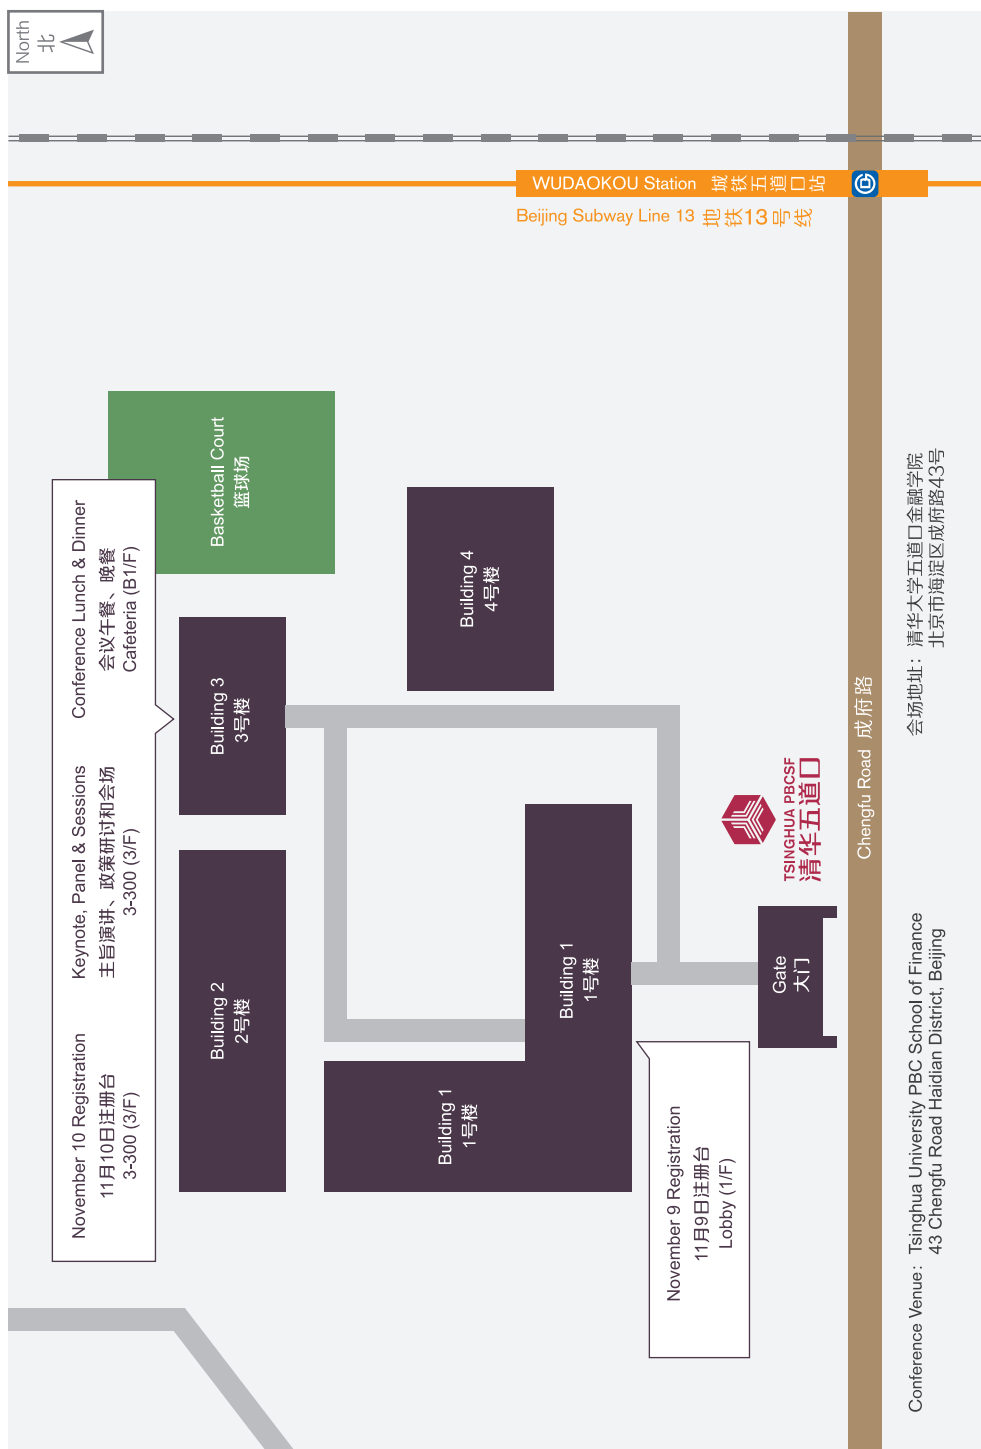 North
北
WUDAOKOU Station 城铁五道口站
Beijing Subway Line 13 地铁13号线
Basketball Court
篮球场
November 10 Registration
11月10日注册台
3-300 (3/F)
Keynote, Panel & Sessions
主旨演讲、政策研讨和会场
3-300 (3/F)
Conference Lunch & Dinner
会议午餐、晚餐
Cafeteria (B1/F)
Building 2
2号楼
Building 3
3号楼
Building 4
4号楼
Building 1
1号楼
Building 1
1号楼
November 9 Registration
11月9日注册台
Lobby (1/F)
Gate
大门
TSINGHUA PBCSF
清华五道口
Chengfu Road 成府路
Conference Venue: Tsinghua University PBC School of Finance
43 Chengfu Road Haidian District, Beijing
会场地址：清华大学五道口金融学院
北京市海淀区成府路43号